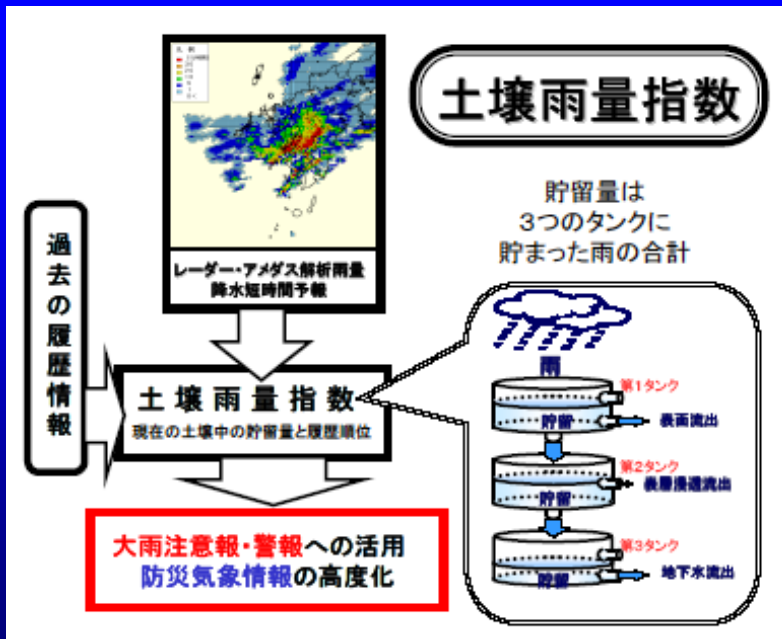 土壌雨量指数
貯留量は
3つのタンクに
貯まった雨の合計
過去の履歴情報
レーダー・アメダス解析雨量
降水短時間予報
土壌雨量指数
現在の土壌中の貯留量と履歴順位
大雨注意報・警報への活用
防災気象情報の高度化
雨
第1タンク
貯留
表面流出
第2タンク
貯留
表層浸透流出
第3タンク
貯留
地下水流出